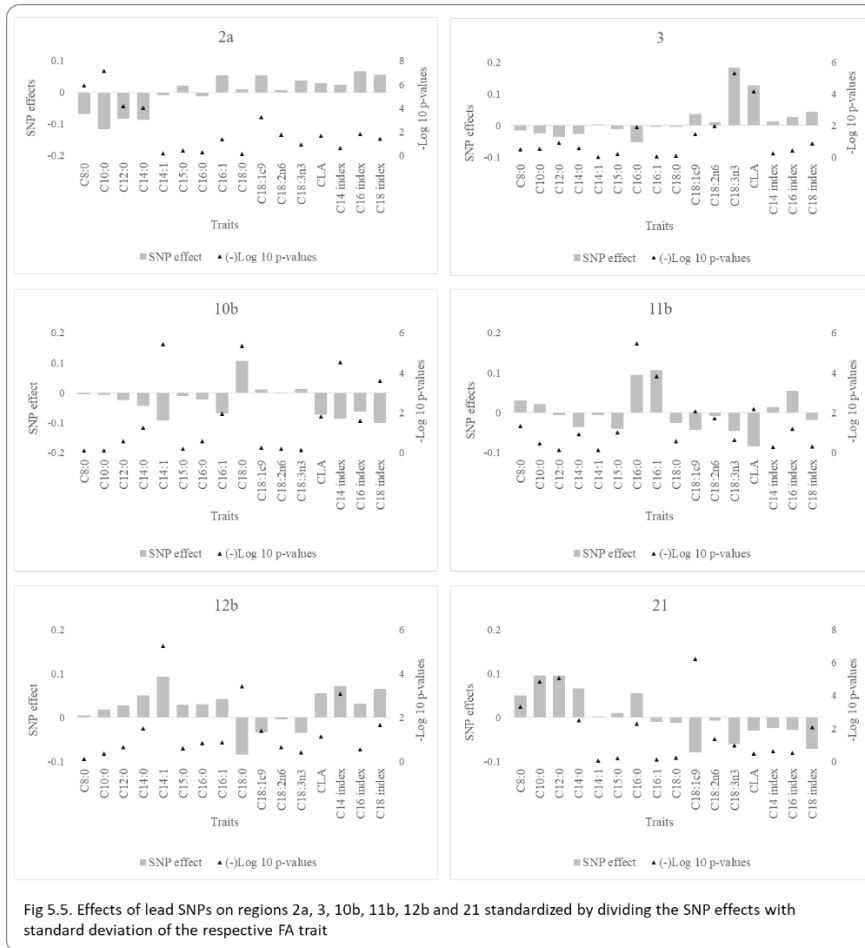 2a
0.1
0
-0.1
-0.2
SNP effects
8
6
4
2
0
-Log 10 p-values
C8:0
C10:0
C12:0
C14:0
C14:1
C15:0
C16:0
C16:1
C18:0
C18:1c9
C18:2n6
C18:3n3
CLA
C14 index
C16 index
C18 index
Traits
SNP effect
(-)Log 10 p-values
3
0.2
0.1
0
-0.1
SNP effects
6
4
2
0
-Log 10 p-values
C8:0
C10:0
C12:0
C14:0
C14:1
C15:0
C16:0
C16:1
C18:0
C18:1c9
C18:2n6
C18:3n3
CLA
C14 index
C16 index
C18 index
Traits
SNP effect
(-)Log 10 p-values
10b
0.2
0.1
0
-0.1
-0.2
SNP effect
6
4
2
0
-Log 10 p-values
C8:0
C10:0
C12:0
C14:0
C14:1
C15:0
C16:0
C16:1
C18:0
C18:1c9
C18:2n6
C18:3n3
CLA
C14 index
C16 index
C18 index
Traits
SNP effect
(-)Log 10 p-values
11b
0.2
0.1
0
-0.1
SNP effect
6
4
2
0
-Log 10 p-values
C8:0
C10:0
C12:0
C14:0
C14:1
C15:0
C16:0
C16:1
C18:0
C18:1c9
C18:2n6
C18:3n3
CLA
C14 index
C16 index
C18 index
Traits
SNP effect
(-)Log 10 p-values
12b
0.2
0.1
0
-0.1
SNP effect
6
4
2
0
-Log 10 p-values
C8:0
C10:0
C12:0
C14:0
C14:1
C15:0
C16:0
C16:1
C18:0
C18:1c9
C18:2n6
C18:3n3
CLA
C14 index
C16 index
C18 index
Traits
SNP effect
(-)Log 10 p-values
21
0.2
0.1
0
-0.1
SNP effect
8
6
4
2
0
-Log 10 p-values
C8:0
C10:0
C12:0
C14:0
C14:1
C15:0
C16:0
C16:1
C18:0
C18:1c9
C18:2n6
C18:3n3
CLA
C14 index
C16 index
C18 index
Traits
SNP effect
(-)Log 10 p-values
Fig 5.5. Effects of lead SNPs on regions 2a, 3, 10b, 11b, 12b and 21 standardized by dividing the SNP effects with
standard deviation of the respective FA trait